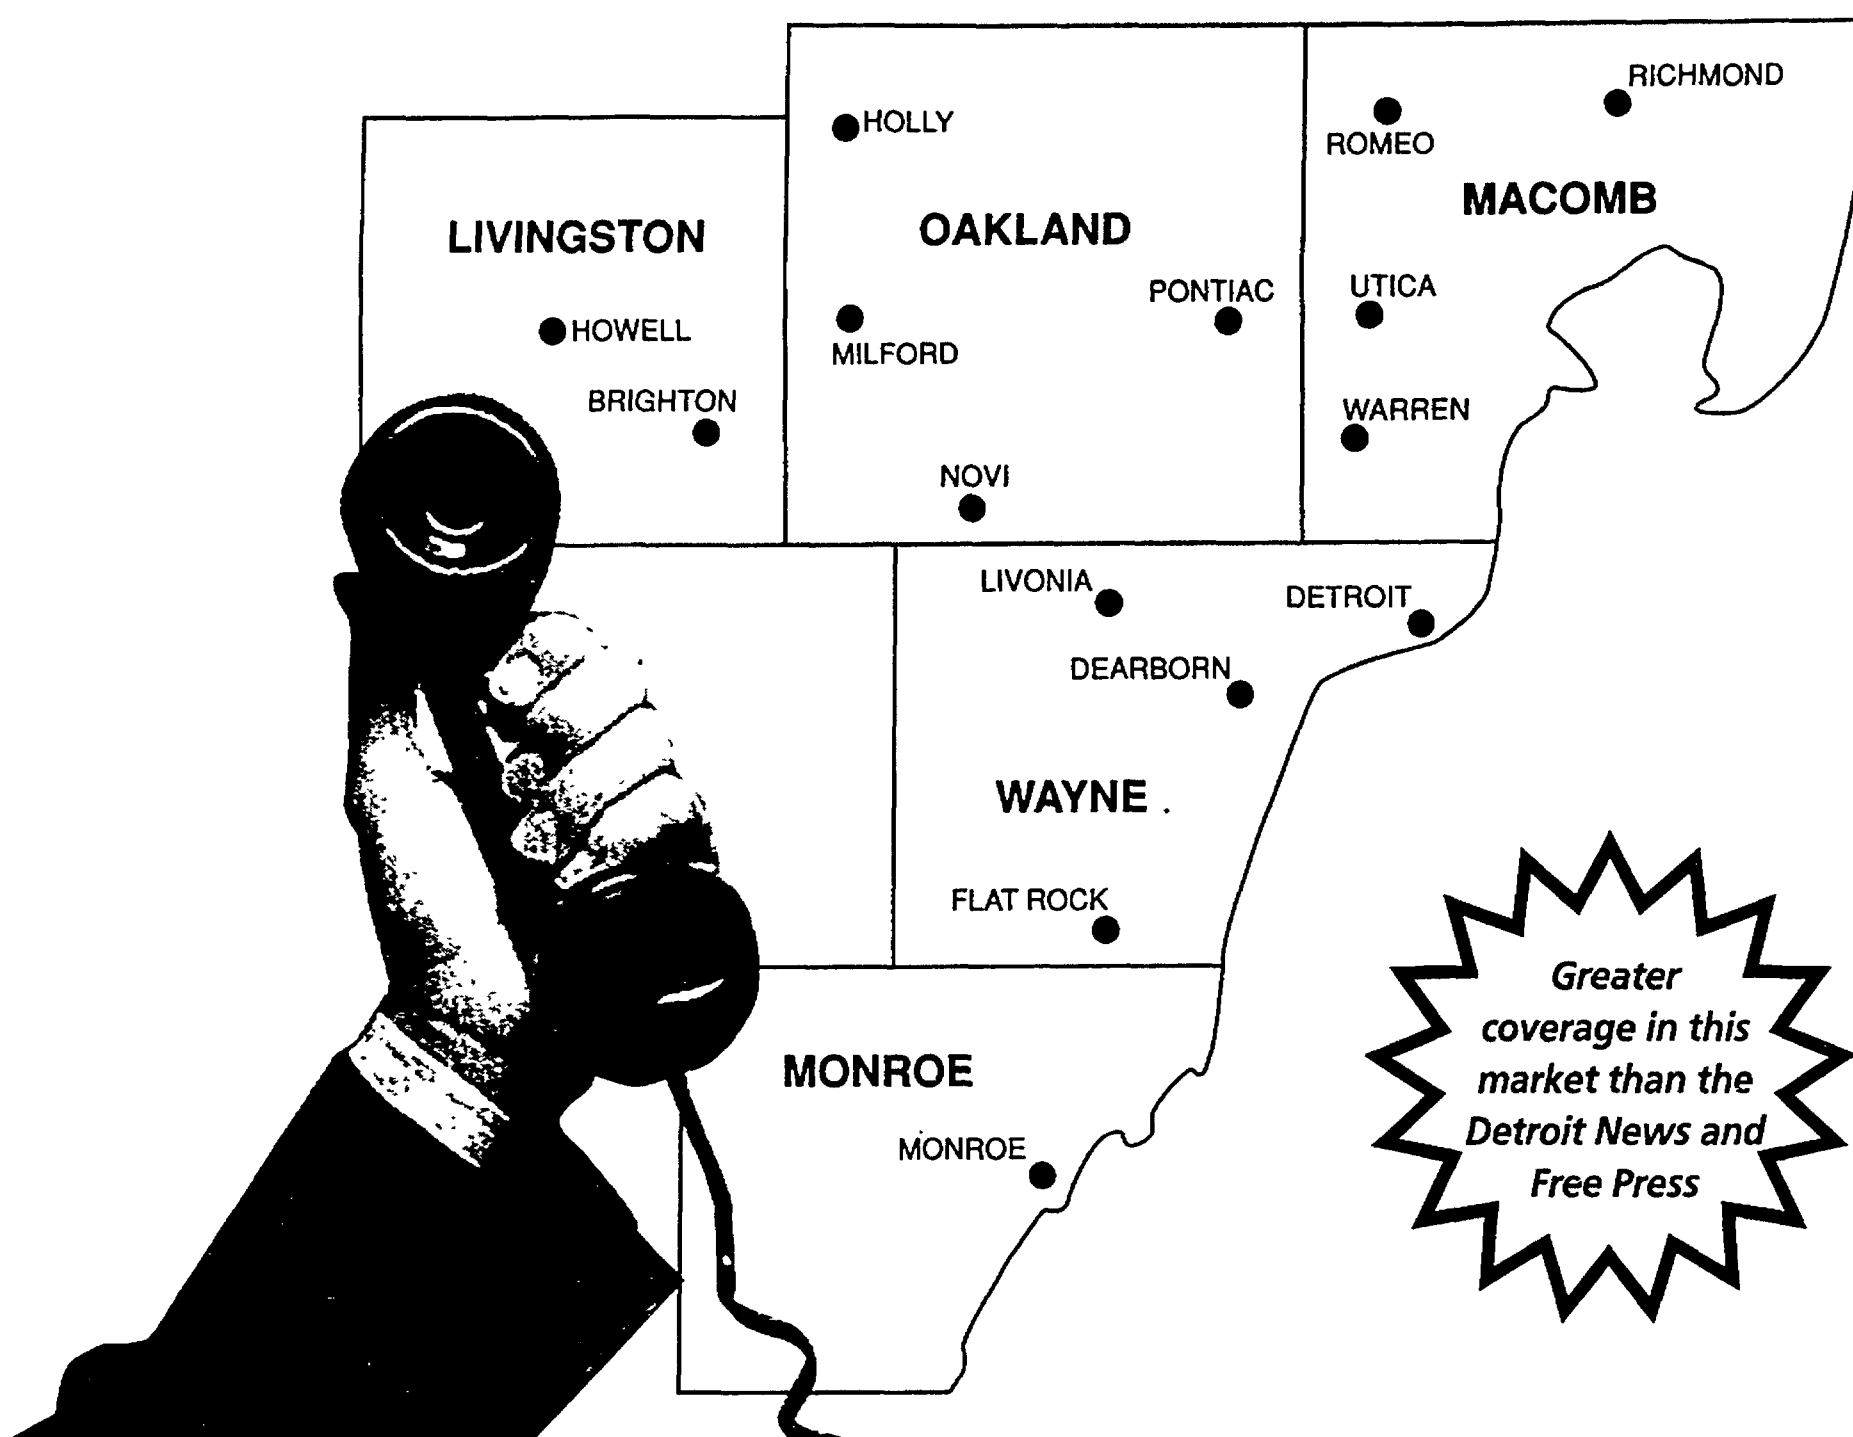 RICHMOND
HOLLY
ROMEO
MACOMB
LIVINGSTON
OAKLAND
PONTIAC
UTICA
HOWELL
MILFORD
BRIGHTON
WARREN
NOVI
LIVONIA
DETROIT
DEARBORN
WAYNE
FLAT ROCK
MONROE
MONROE
Greater
coverage in this
market than the
Detroit News and
Free Press